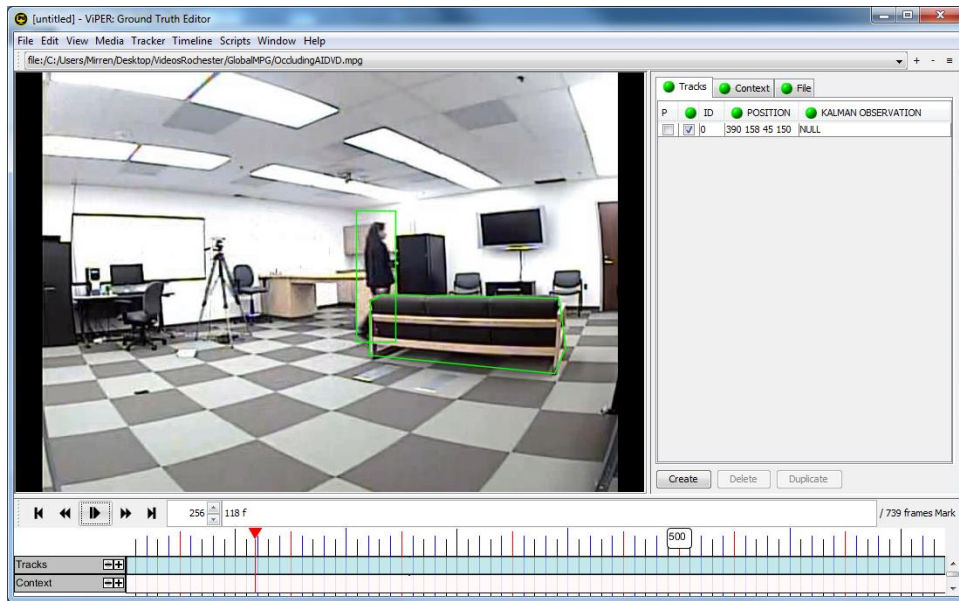 [untitled] - ViPER: Ground Truth Editor
File Edit View Media Tracker Timeline Scripts Window Help
file:/C:/Users/Mirren/Desktop/VideosRochester/GlobalMPG/OccludingAIDVD.mpg
+ - ≡
Tracks Context File
P ID POSITION KALMAN OBSERVATION
0 390 158 45 150 NULL
Create Delete Duplicate
256 118 f / 739 frames Mark
500
Tracks
Context